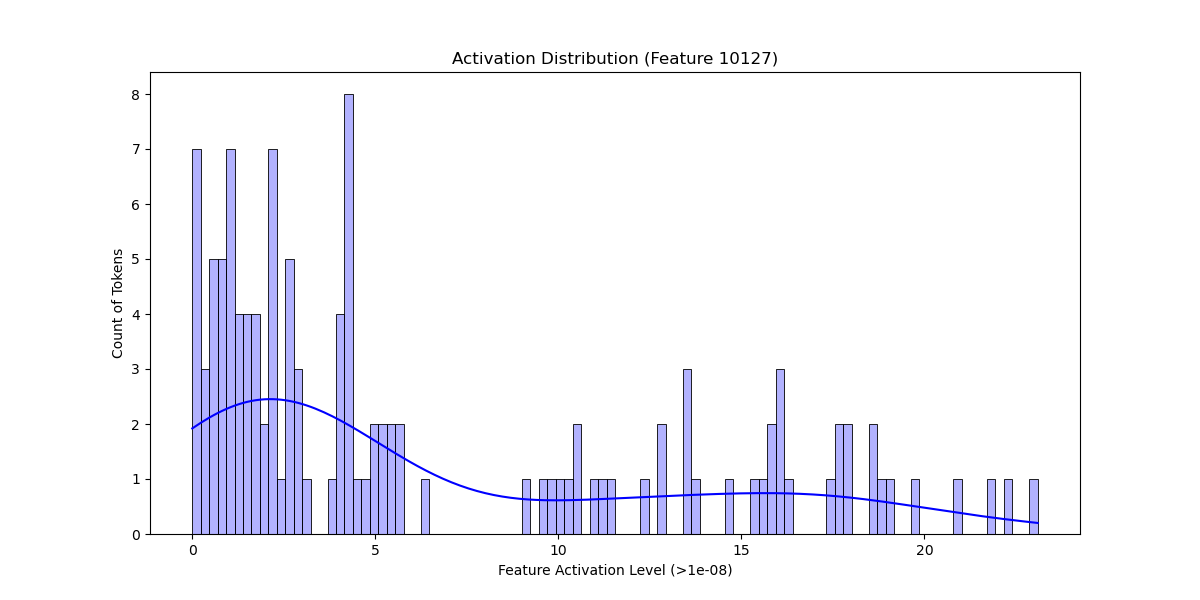 Activation Distribution (Feature 10127)
8
7
6
5
4
3
2
1
0
Count of Tokens
0 5 10 15 20
Feature Activation Level (>1e-08)